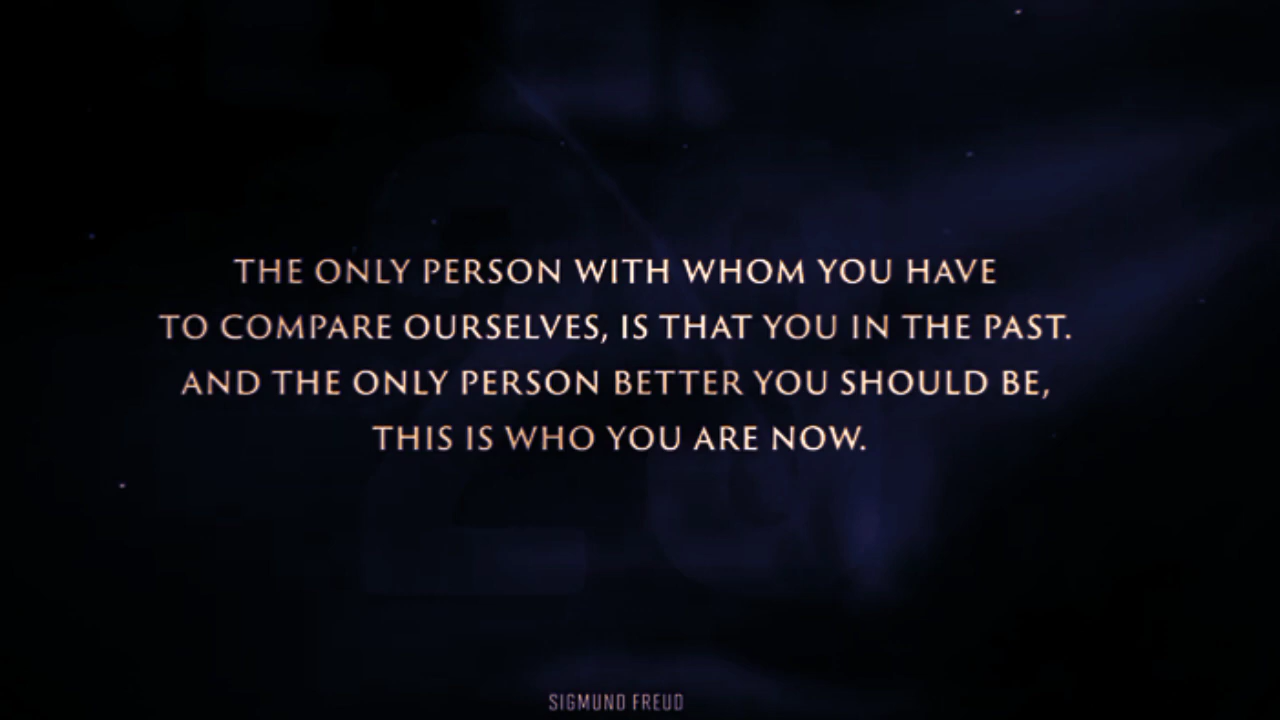 THE ONLY PERSON WITH WHOM YOU HAVE
TO COMPARE OURSELVES, IS THAT YOU IN THE PAST.
AND THE ONLY PERSON BETTER YOU SHOULD BE,
THIS IS WHO YOU ARE NOW.
SIGMUND FREUD